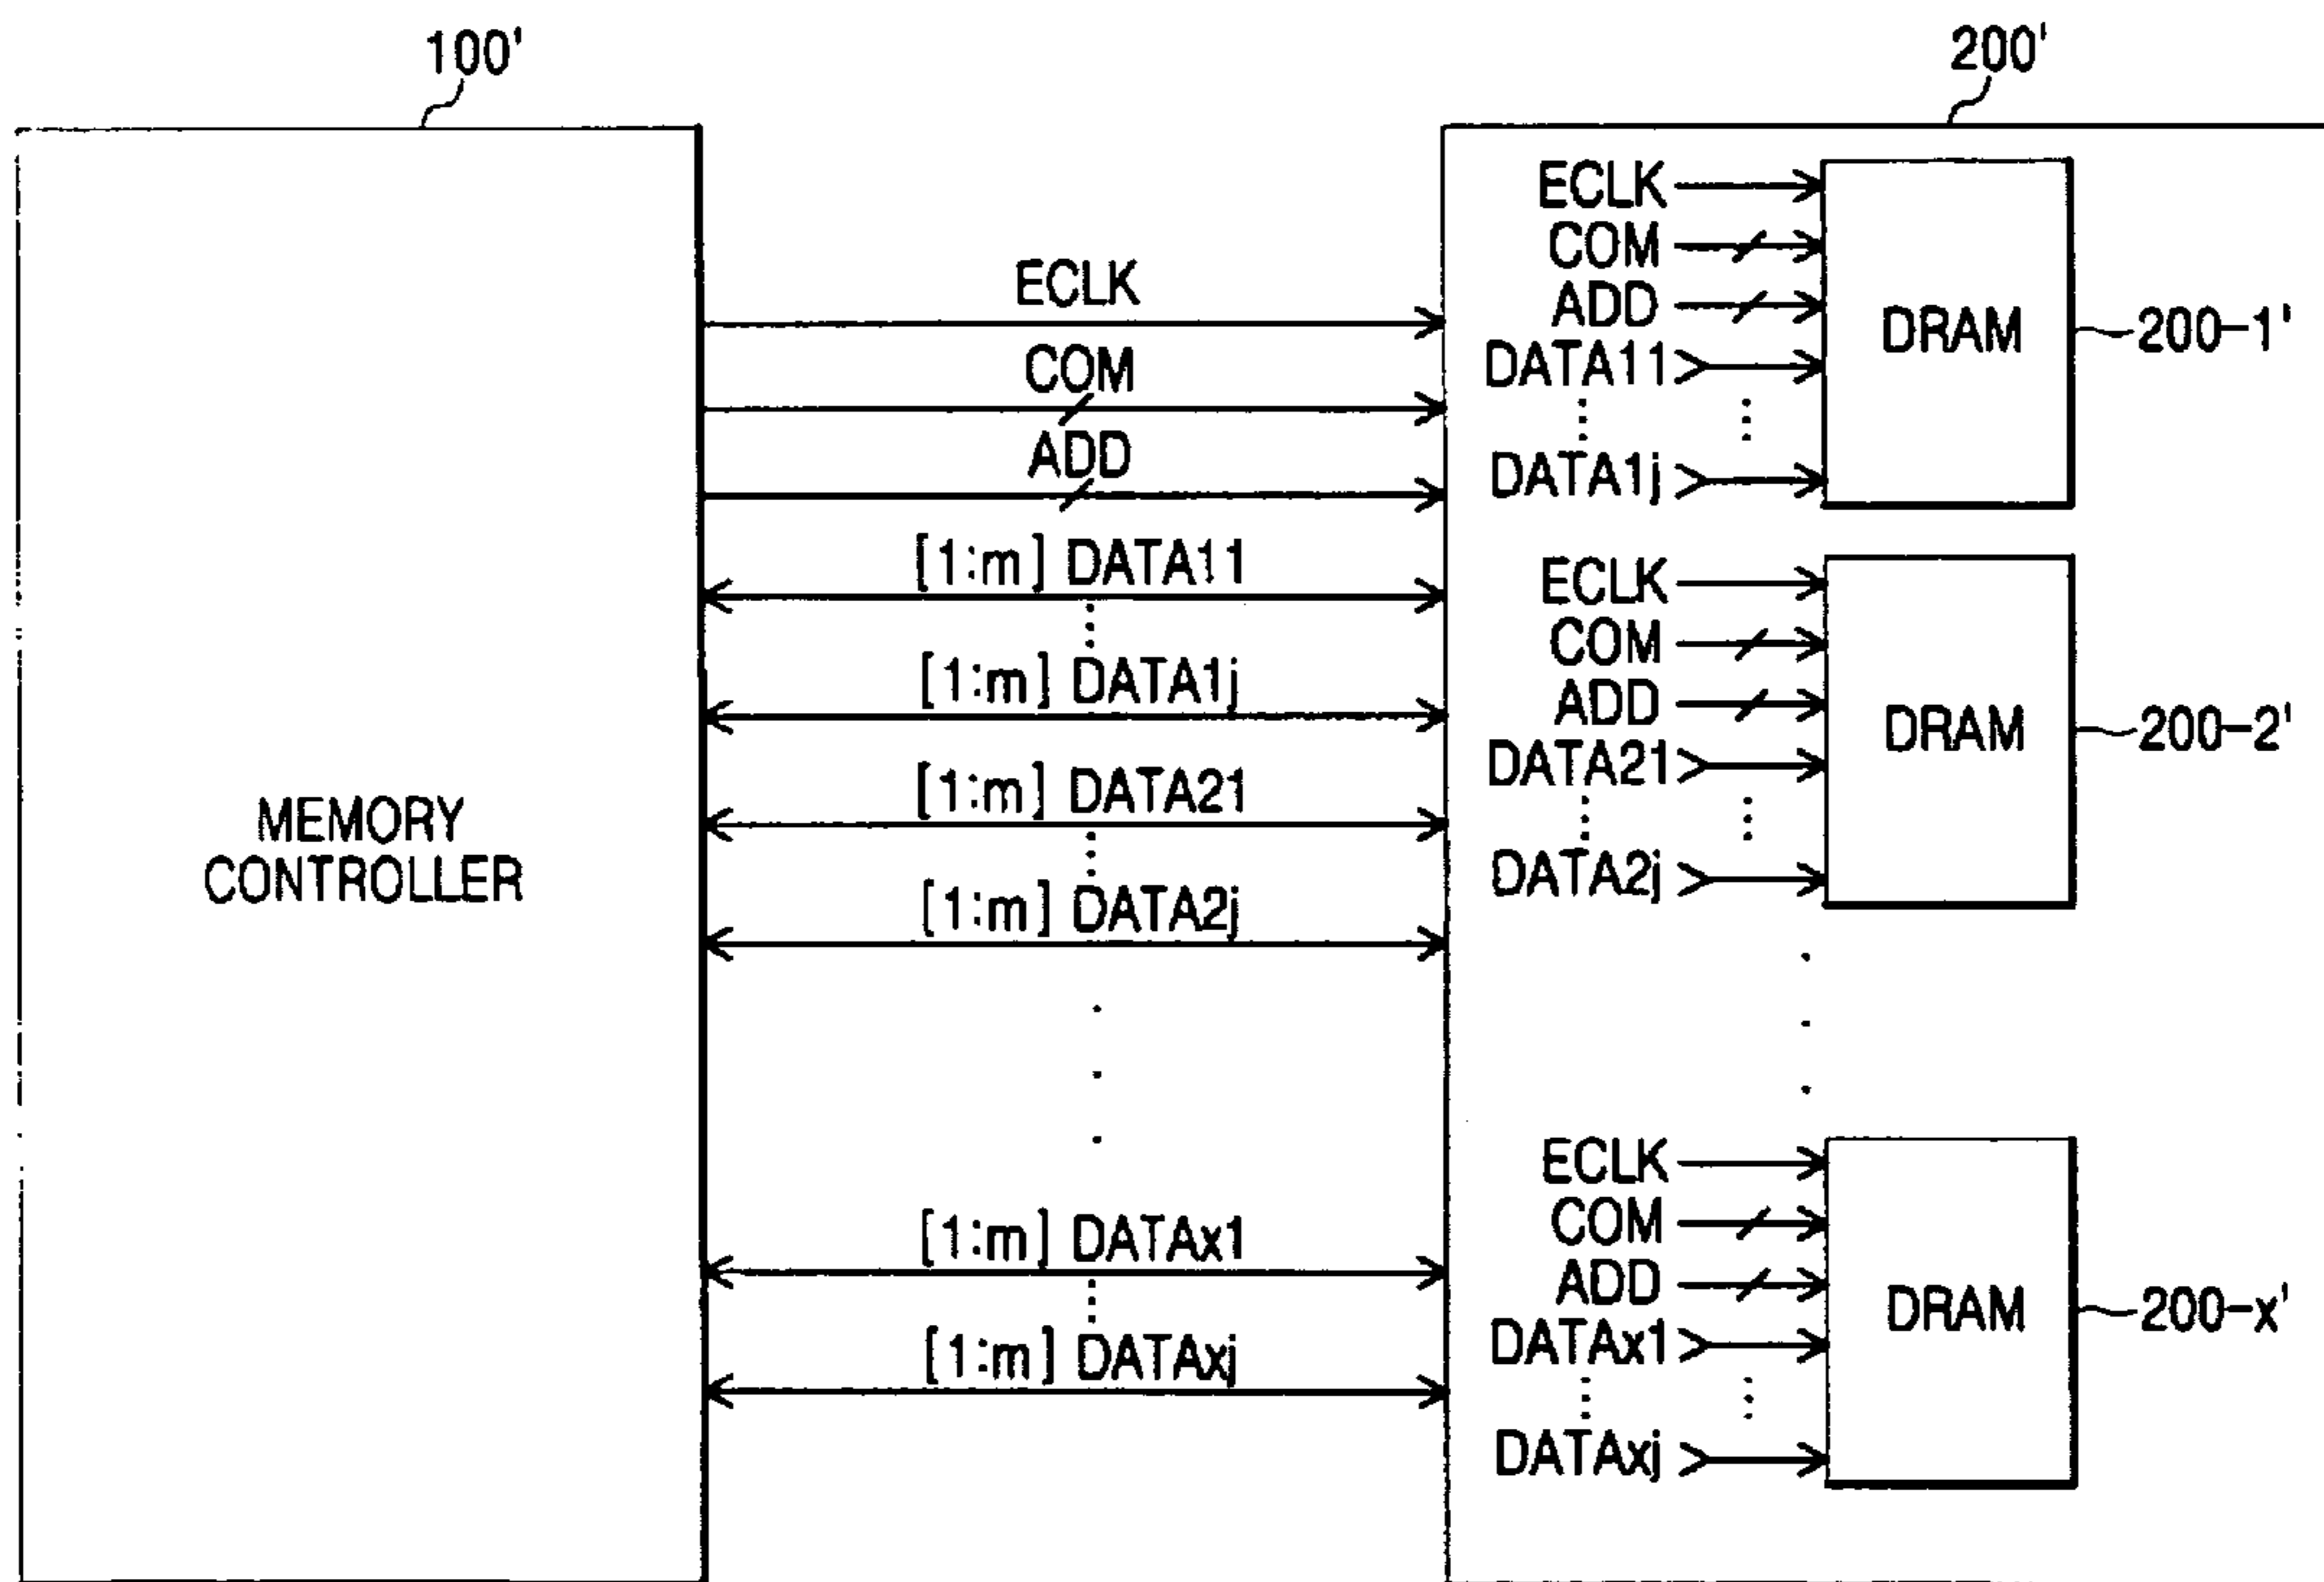 100'
200'
MEMORY
CONTROLLER
ECLK
COM
ADD
[1:m] DATA11
[1:m] DATA1j
[1:m] DATA21
[1:m] DATA2j
[1:m] DATAx1
[1:m] DATAxj
ECLK
COM
ADD
DATA11
DATA1j
DRAM
200-1'
ECLK
COM
ADD
DATA21
DATA2j
DRAM
200-2'
ECLK
COM
ADD
DATAx1
DATAxj
DRAM
200-x'